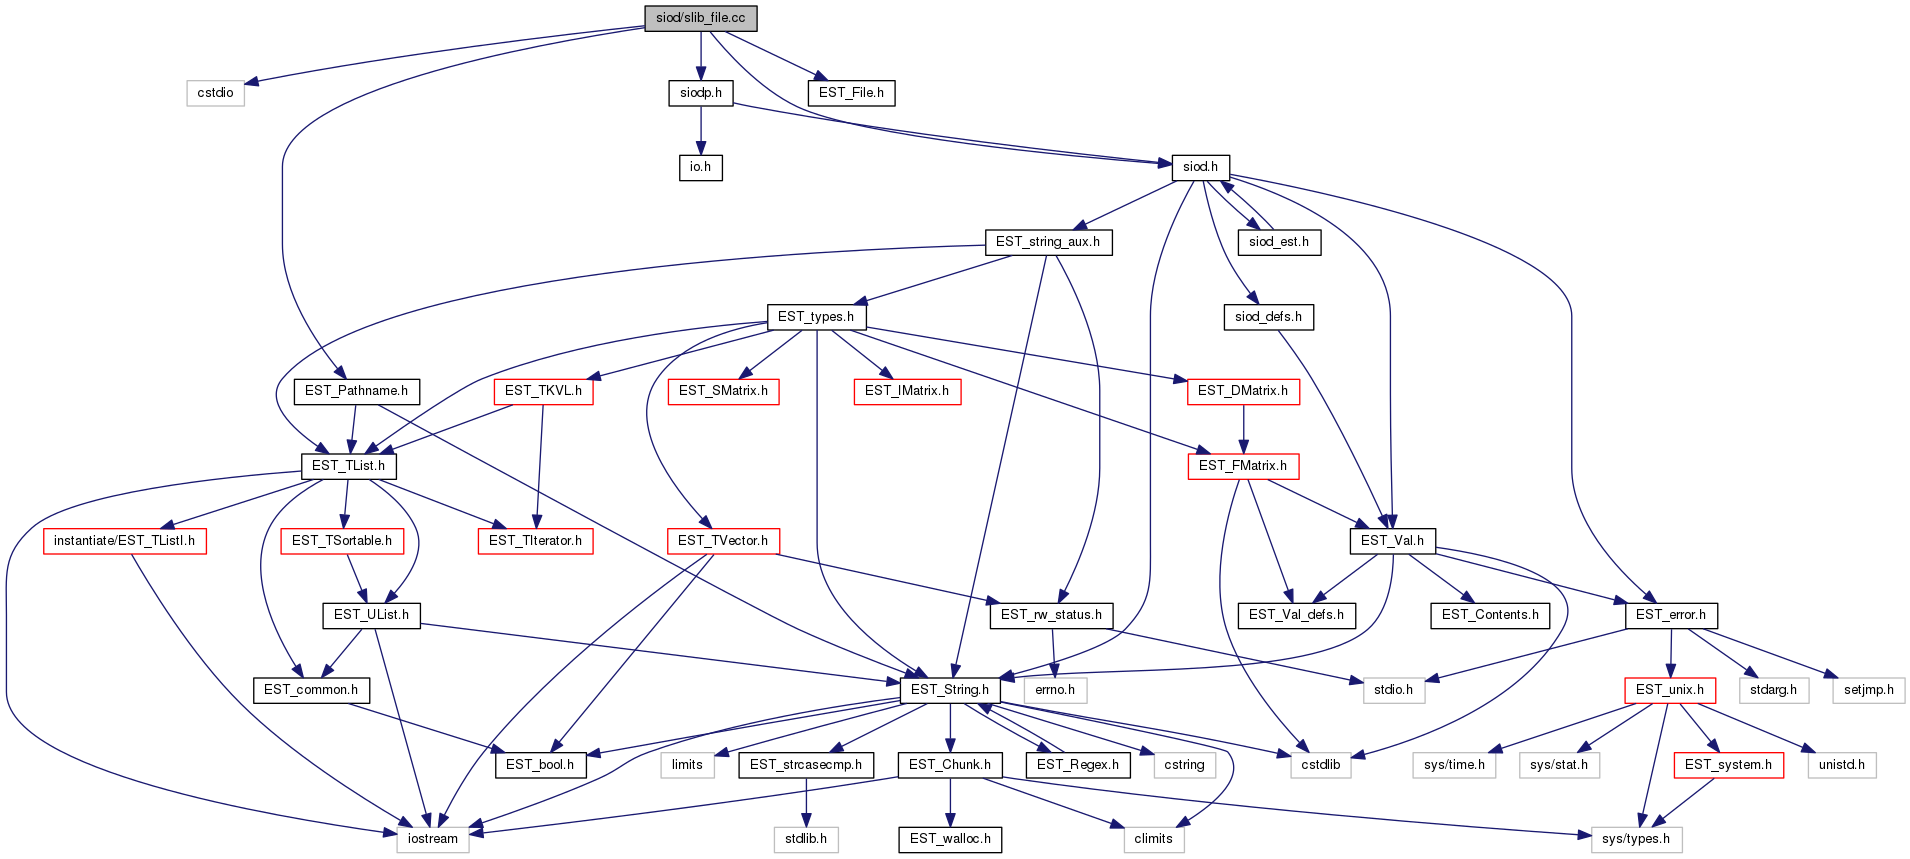 siod/slib_file.cc
cstdio
siodp.h
EST_File.h
io.h
siod.h
EST_string_aux.h
siod_est.h
EST_types.h
siod_defs.h
EST_Pathname.h
EST_TKVL.h
EST_SMatrix.h
EST_IMatrix.h
EST_DMatrix.h
EST_TList.h
EST_FMatrix.h
instantiate/EST_TListI.h
EST_TSortable.h
EST_TIterator.h
EST_TVector.h
EST_Val.h
EST_UList.h
EST_rw_status.h
EST_Val_defs.h
EST_Contents.h
EST_error.h
EST_common.h
EST_String.h
errno.h
stdio.h
EST_unix.h
stdarg.h
setjmp.h
EST_bool.h
limits
EST_strcasecmp.h
EST_Chunk.h
EST_Regex.h
cstring
cstdlib
sys/time.h
sys/stat.h
EST_system.h
unistd.h
iostream
stdlib.h
EST_walloc.h
climits
sys/types.h